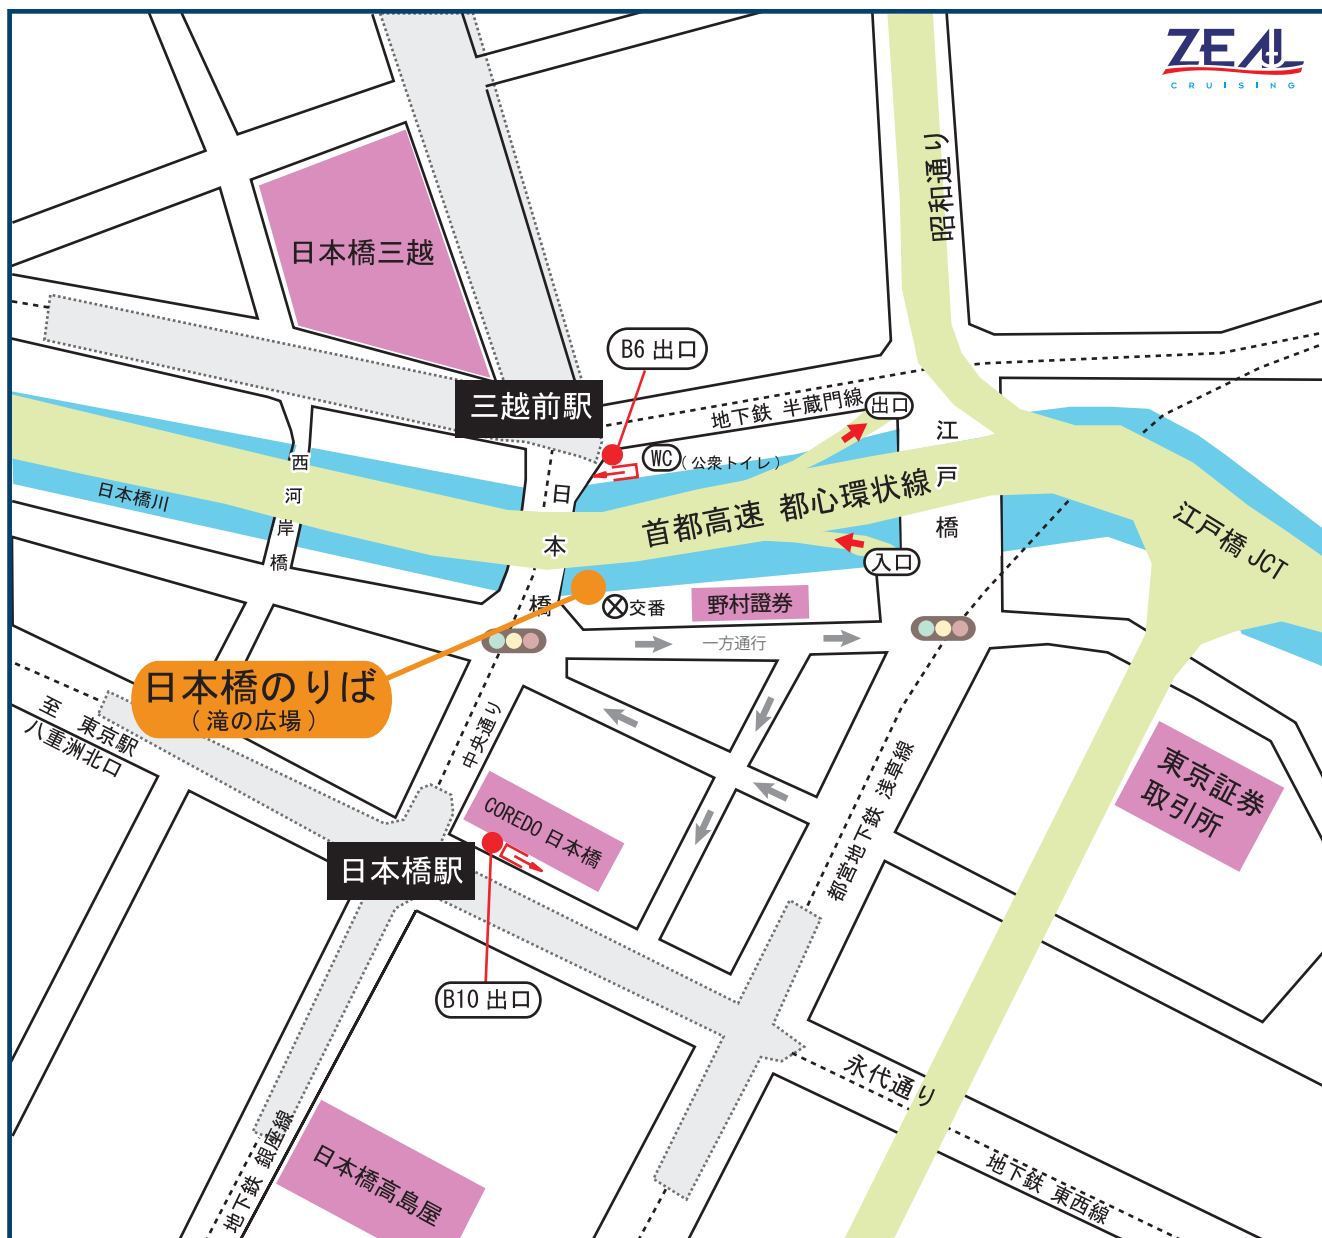 ZEAL
CRUISING
昭和通り
日本橋三越
B6 出口
三越前駅
地下鉄 半蔵門線
出口
江戸橋
WC
(公衆トイレ)
西河岸橋
日本橋川
日本橋
首都高速 都心環状線
江戸橋 JCT
入口
交番
野村證券
一方通行
日本橋のりば
(滝の広場)
至 東京駅
八重洲北口
中央通り
COREDO 日本橋
都営地下鉄 浅草線
東京証券
取引所
日本橋駅
B10 出口
永代通り
地下鉄 銀座線
日本橋高島屋
地下鉄 東西線